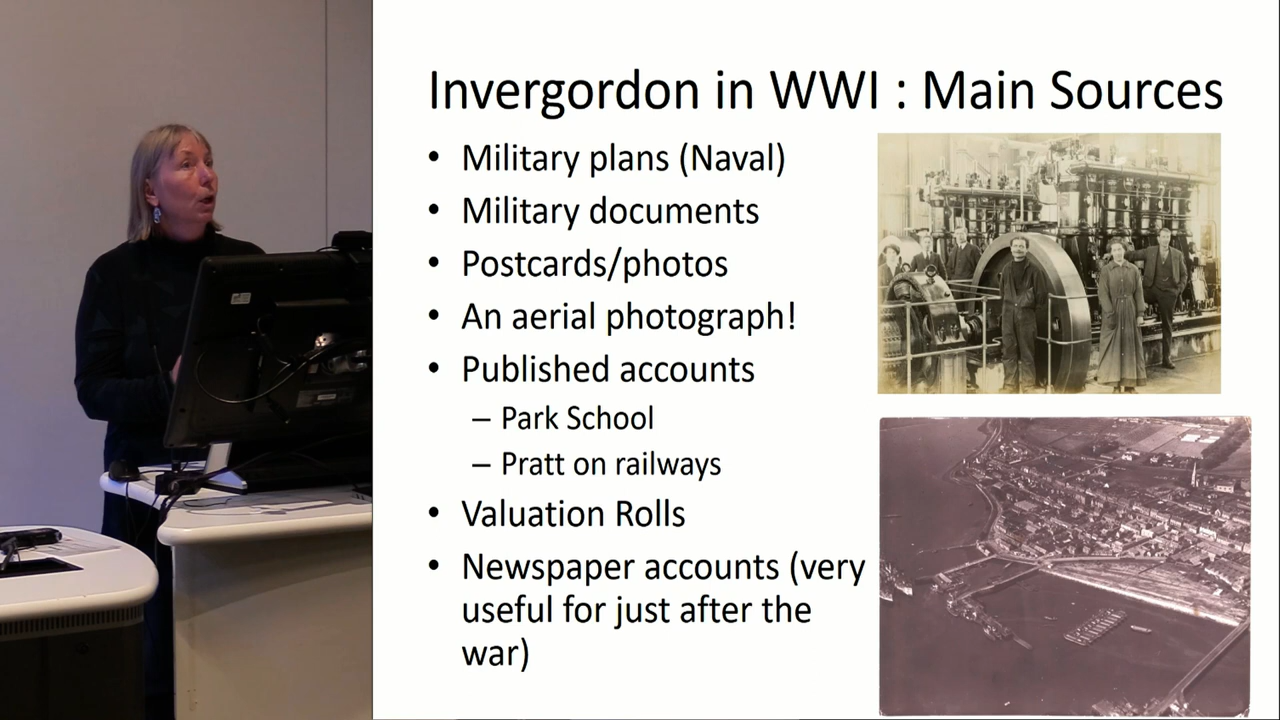 Invergordon in WWI : Main Sources
• Military plans (Naval)
• Military documents
• Postcards/photos
• An aerial photograph!
• Published accounts
– Park School
– Pratt on railways
• Valuation Rolls
• Newspaper accounts (very
useful for just after the
war)